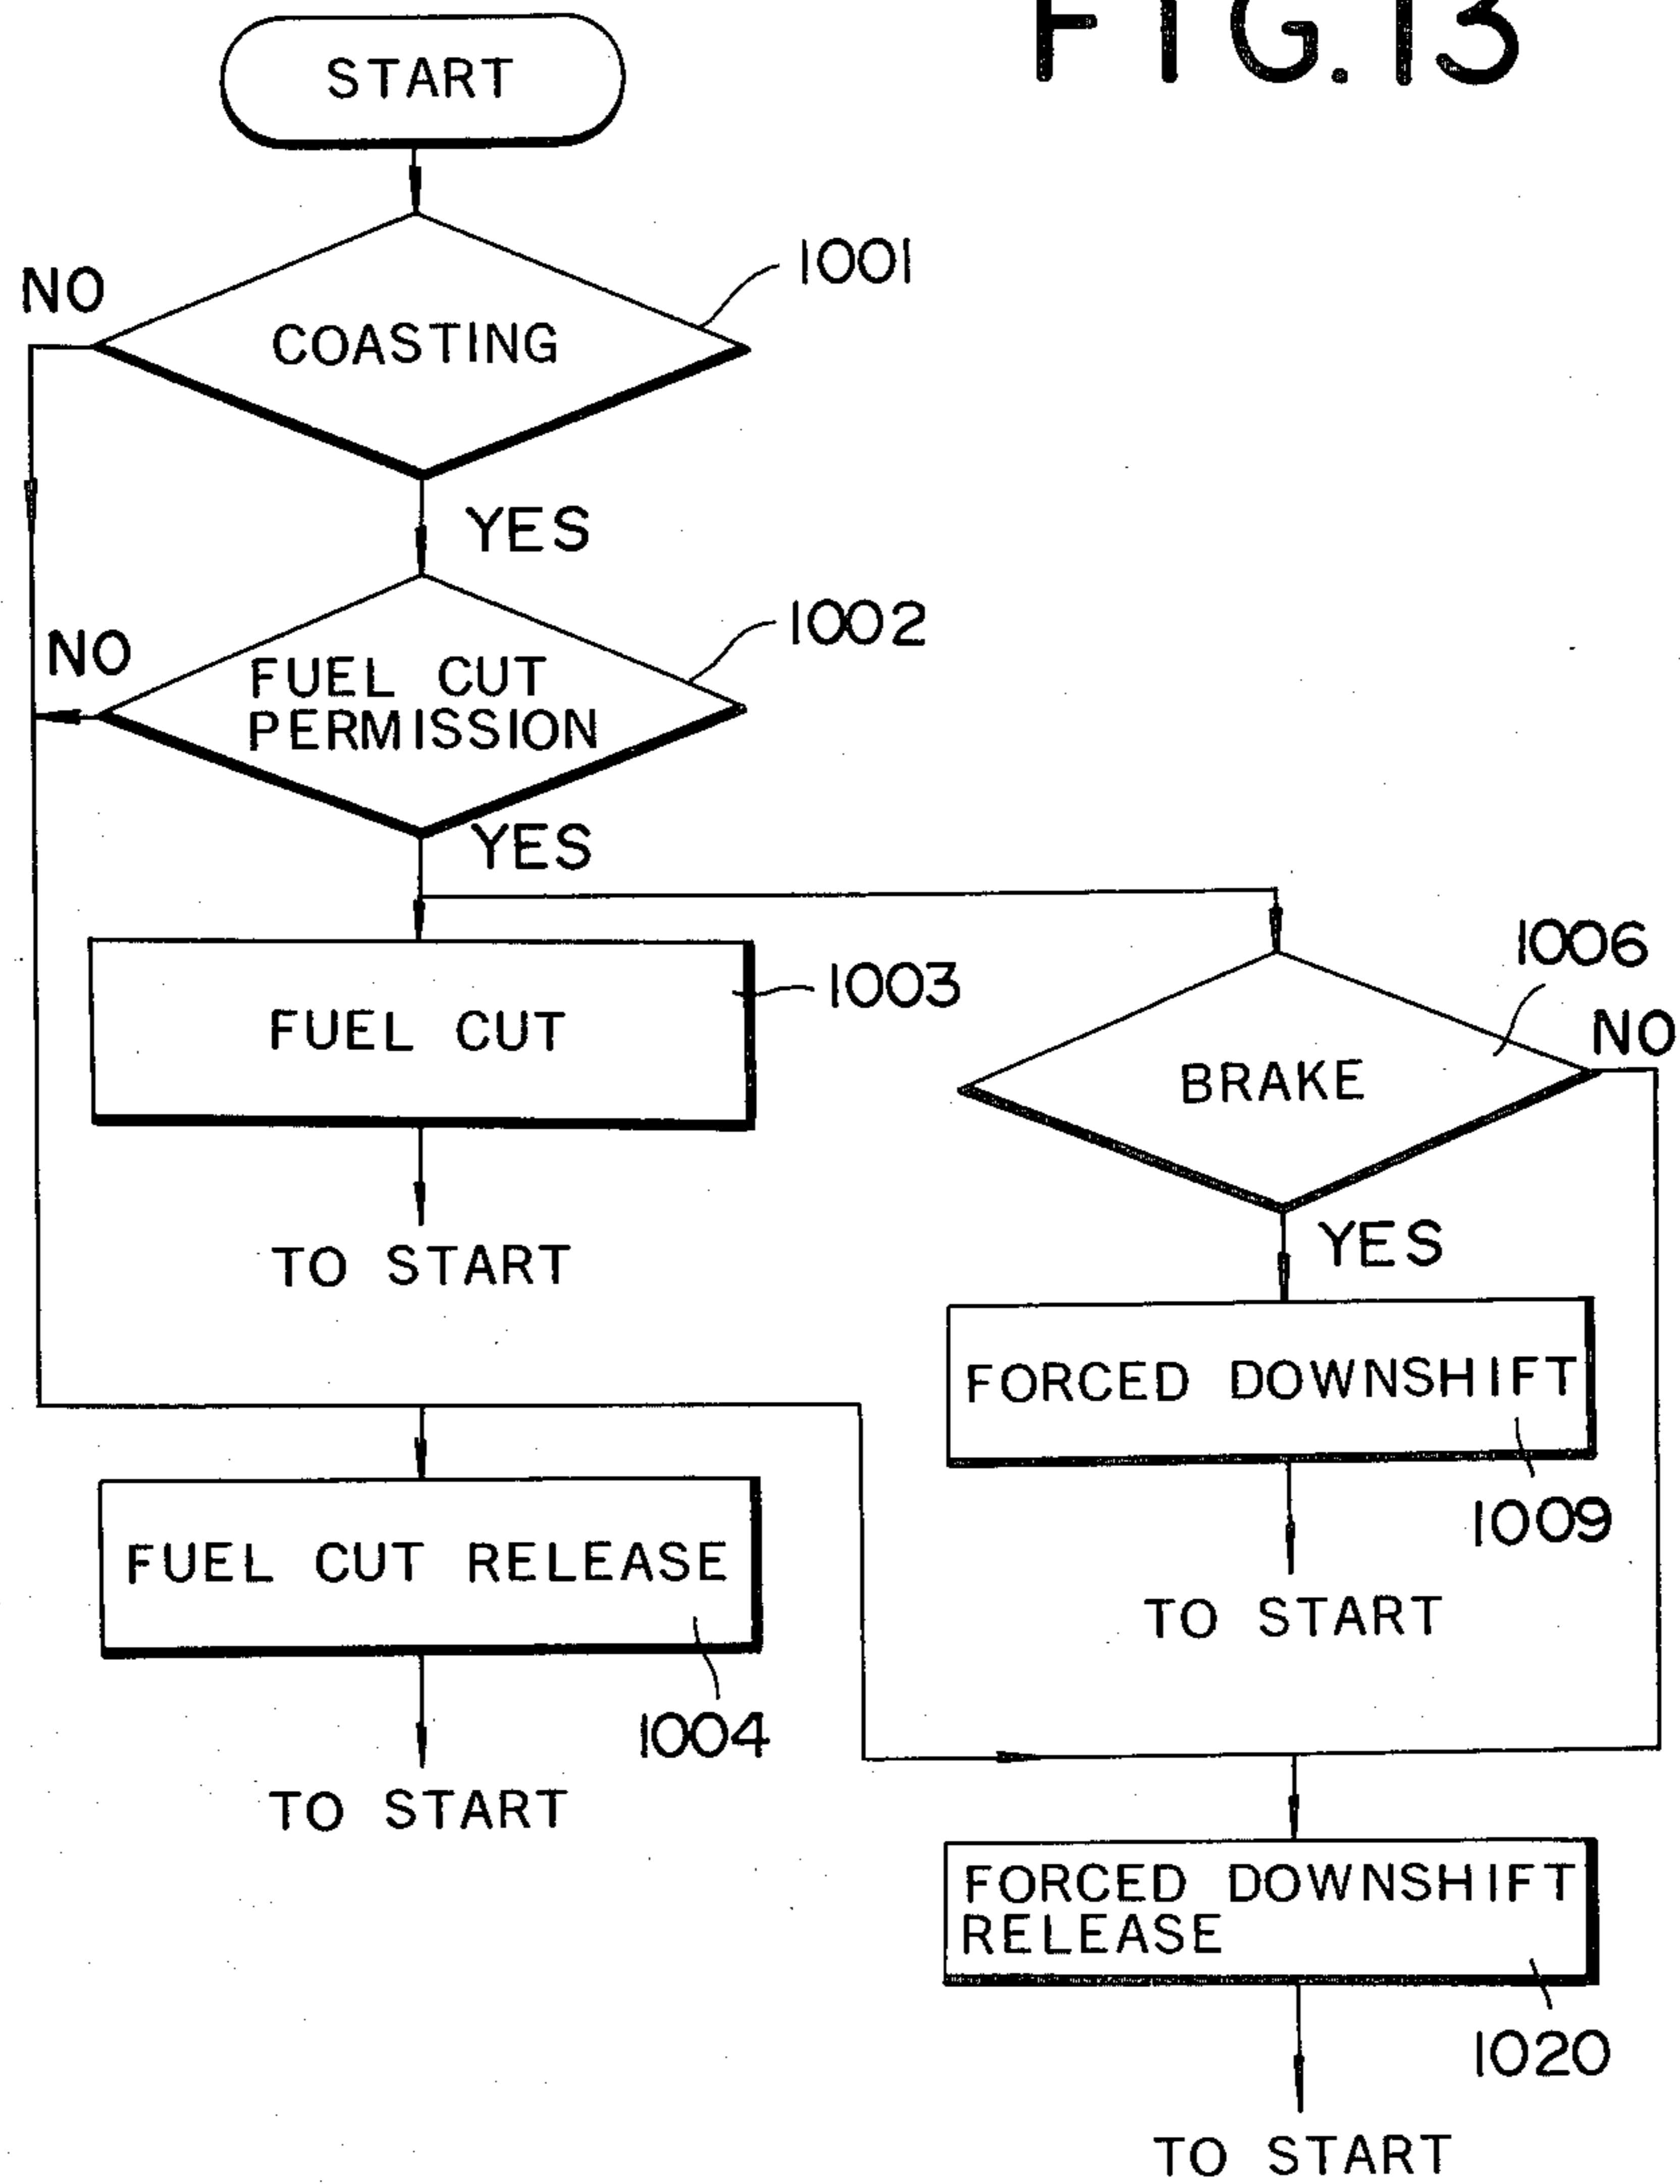 FIG.13
START
1001
NO
COASTING
YES
1002
NO
FUEL CUT
PERMISSION
YES
1006
1003
NO
FUEL CUT
BRAKE
YES
TO START
FORCED DOWNSHIFT
1009
FUEL CUT RELEASE
TO START
1004
TO START
FORCED DOWNSHIFT
RELEASE
1020
TO START